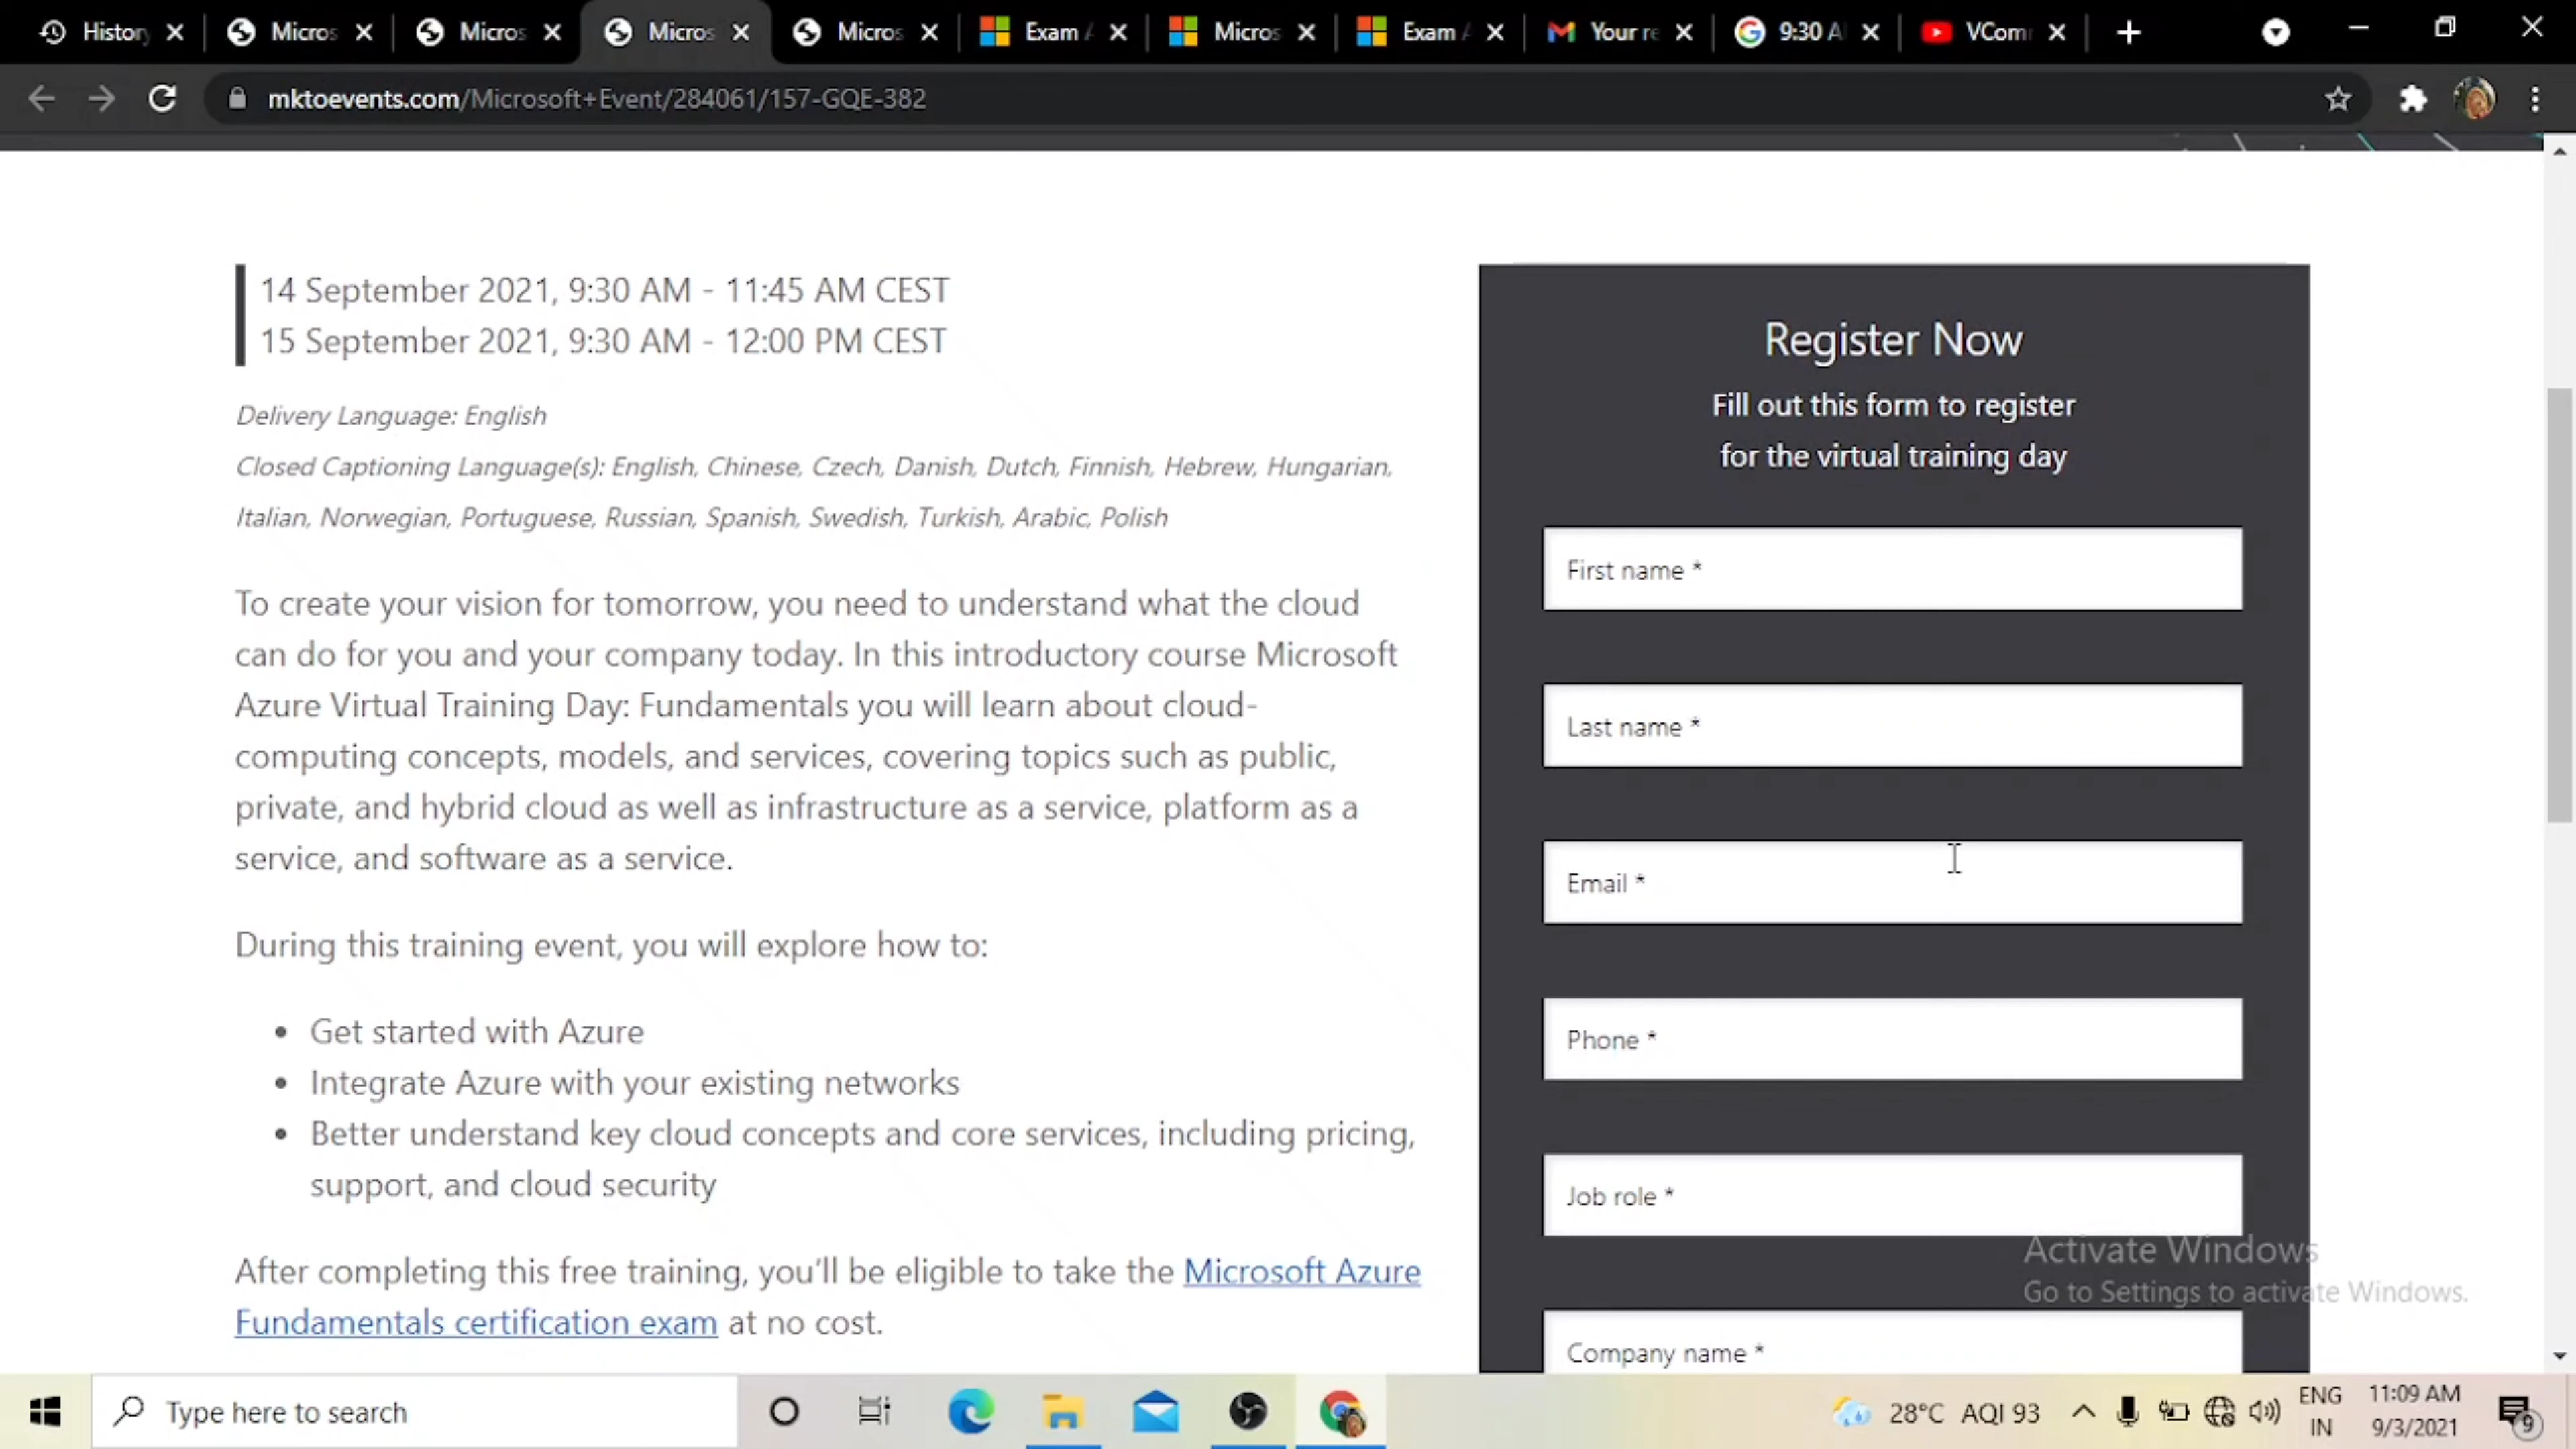 History
Micros
Micros
Micros
Micros
Exam
Micros
Exam
Your re
9:30 A
VCom
mktoevents.com/Microsoft+Event/284061/157-GQE-382
14 September 2021, 9:30 AM - 11:45 AM CEST
15 September 2021, 9:30 AM - 12:00 PM CEST
Delivery Language: English
Closed Captioning Language(s): English, Chinese, Czech, Danish, Dutch, Finnish, Hebrew, Hungarian,
Italian, Norwegian, Portuguese, Russian, Spanish, Swedish, Turkish, Arabic, Polish
To create your vision for tomorrow, you need to understand what the cloud
can do for you and your company today. In this introductory course Microsoft
Azure Virtual Training Day: Fundamentals you will learn about cloud-
computing concepts, models, and services, covering topics such as public,
private, and hybrid cloud as well as infrastructure as a service, platform as a
service, and software as a service.
During this training event, you will explore how to:
• Get started with Azure
• Integrate Azure with your existing networks
• Better understand key cloud concepts and core services, including pricing,
support, and cloud security
After completing this free training, you'll be eligible to take the Microsoft Azure
Fundamentals certification exam at no cost.
Register Now
Fill out this form to register
for the virtual training day
First name *
Last name *
Email *
Phone *
Job role *
Company name *
Activate Windows
Go to Settings to activate Windows.
Type here to search
28°C AQI 93
ENG
IN
11:09 AM
9/3/2021
9